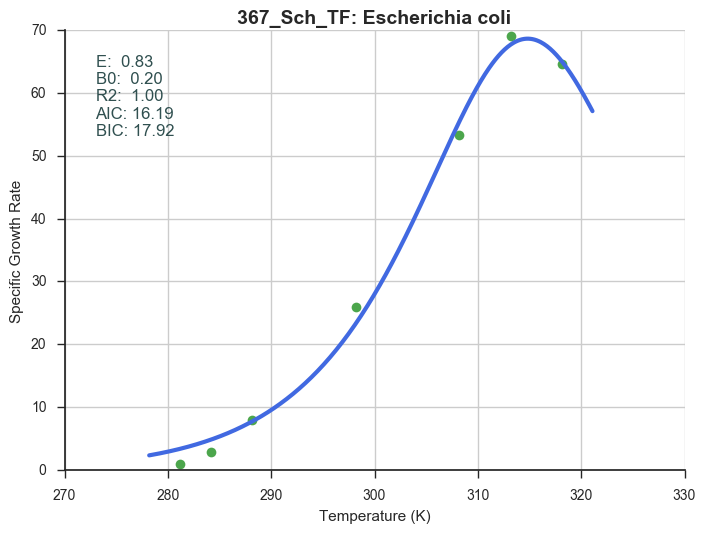 367_Sch_TF: Escherichia coli
70
E: 0.83
B0: 0.20
R2: 1.00
AIC: 16.19
BIC: 17.92
60
50
40
30
20
10
0
Specific Growth Rate
270 280 290 300 310 320 330
Temperature (K)